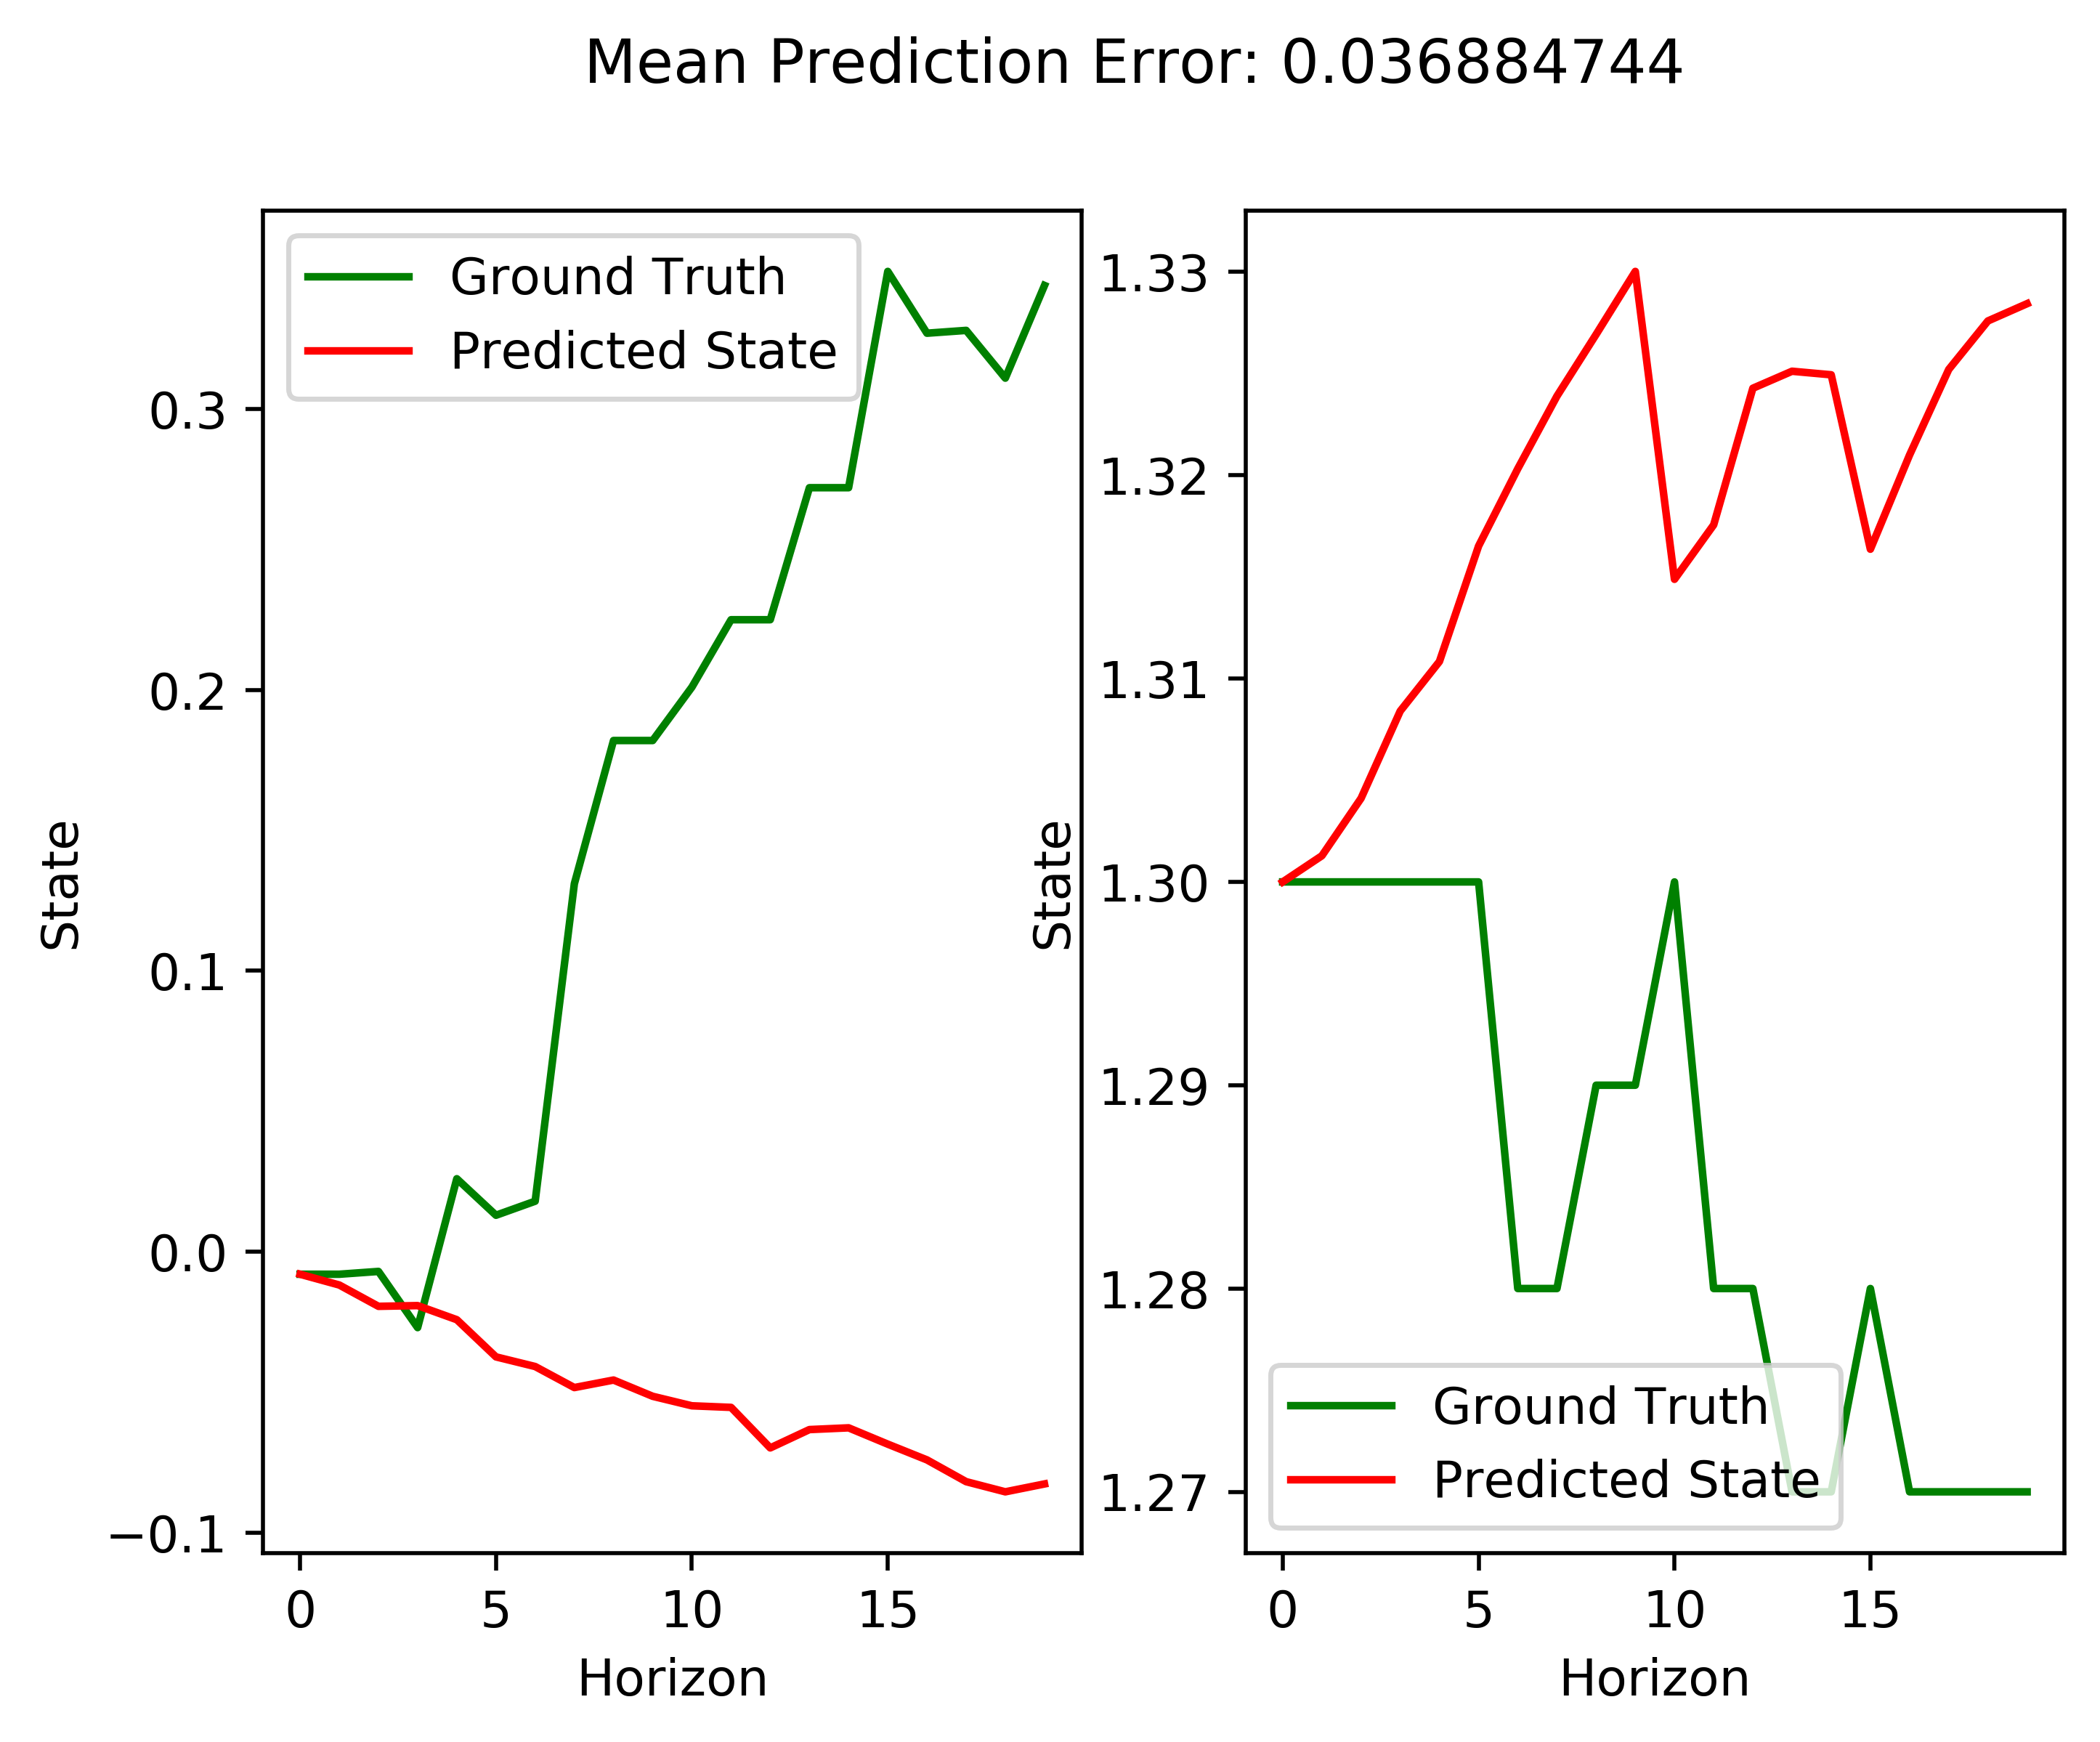 Mean Prediction Error: 0.036884744
Ground Truth
Predicted State
0.3
0.2
0.1
0.0
−0.1
State
0
5
10
15
Horizon
1.33
1.32
1.31
1.30
1.29
1.28
1.27
State
Ground Truth
Predicted State
0
5
10
15
Horizon